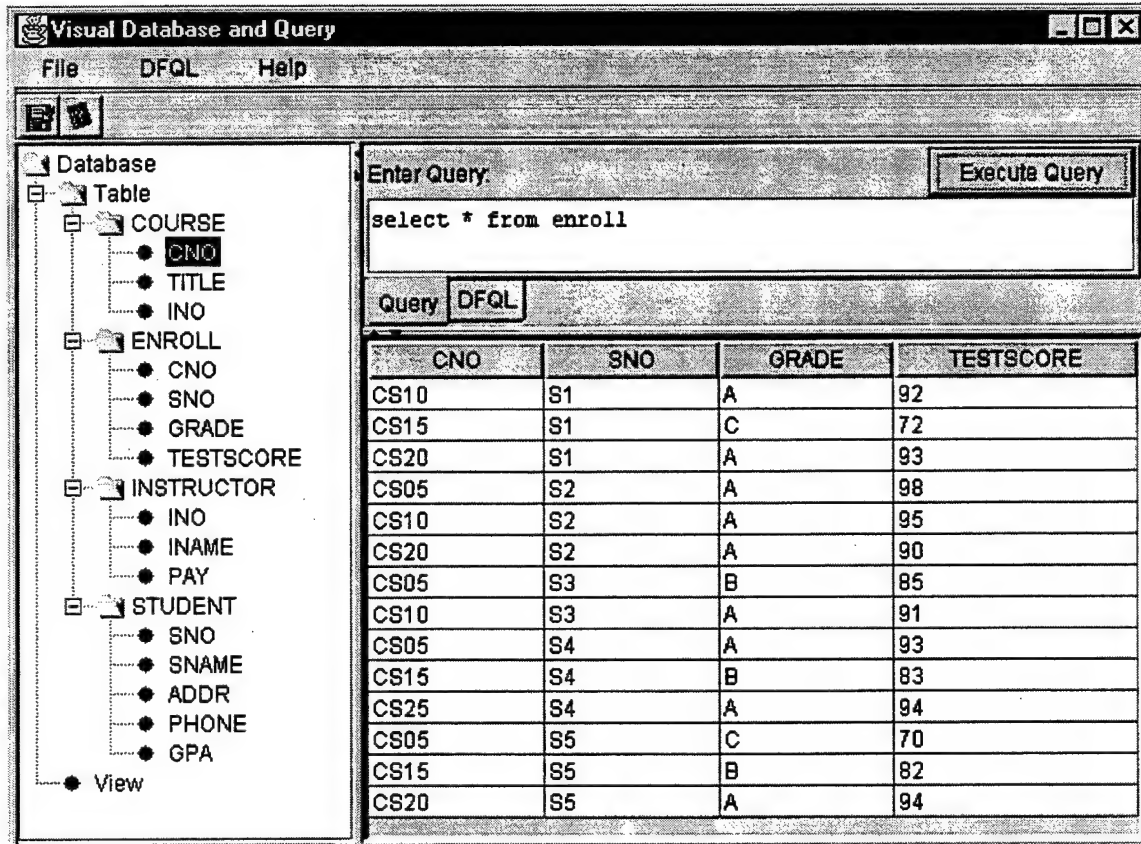 Visual Database and Query
File DFQL Help
Database
Table
COURSE
CNO
TITLE
INO
ENROLL
CNO
SNO
GRADE
TESTSCORE
INSTRUCTOR
INO
INAME
PAY
STUDENT
SNO
SNAME
ADDR
PHONE
GPA
View
Enter Query:
Execute Query
select * from enroll
Query DFQL
CNO SNO GRADE TESTSCORE
CS10 S1 A 92
CS15 S1 C 72
CS20 S1 A 93
CS05 S2 A 98
CS10 S2 A 95
CS20 S2 A 90
CS05 S3 B 85
CS10 S3 A 91
CS05 S4 A 93
CS15 S4 B 83
CS25 S4 A 94
CS05 S5 C 70
CS15 S5 B 82
CS20 S5 A 94